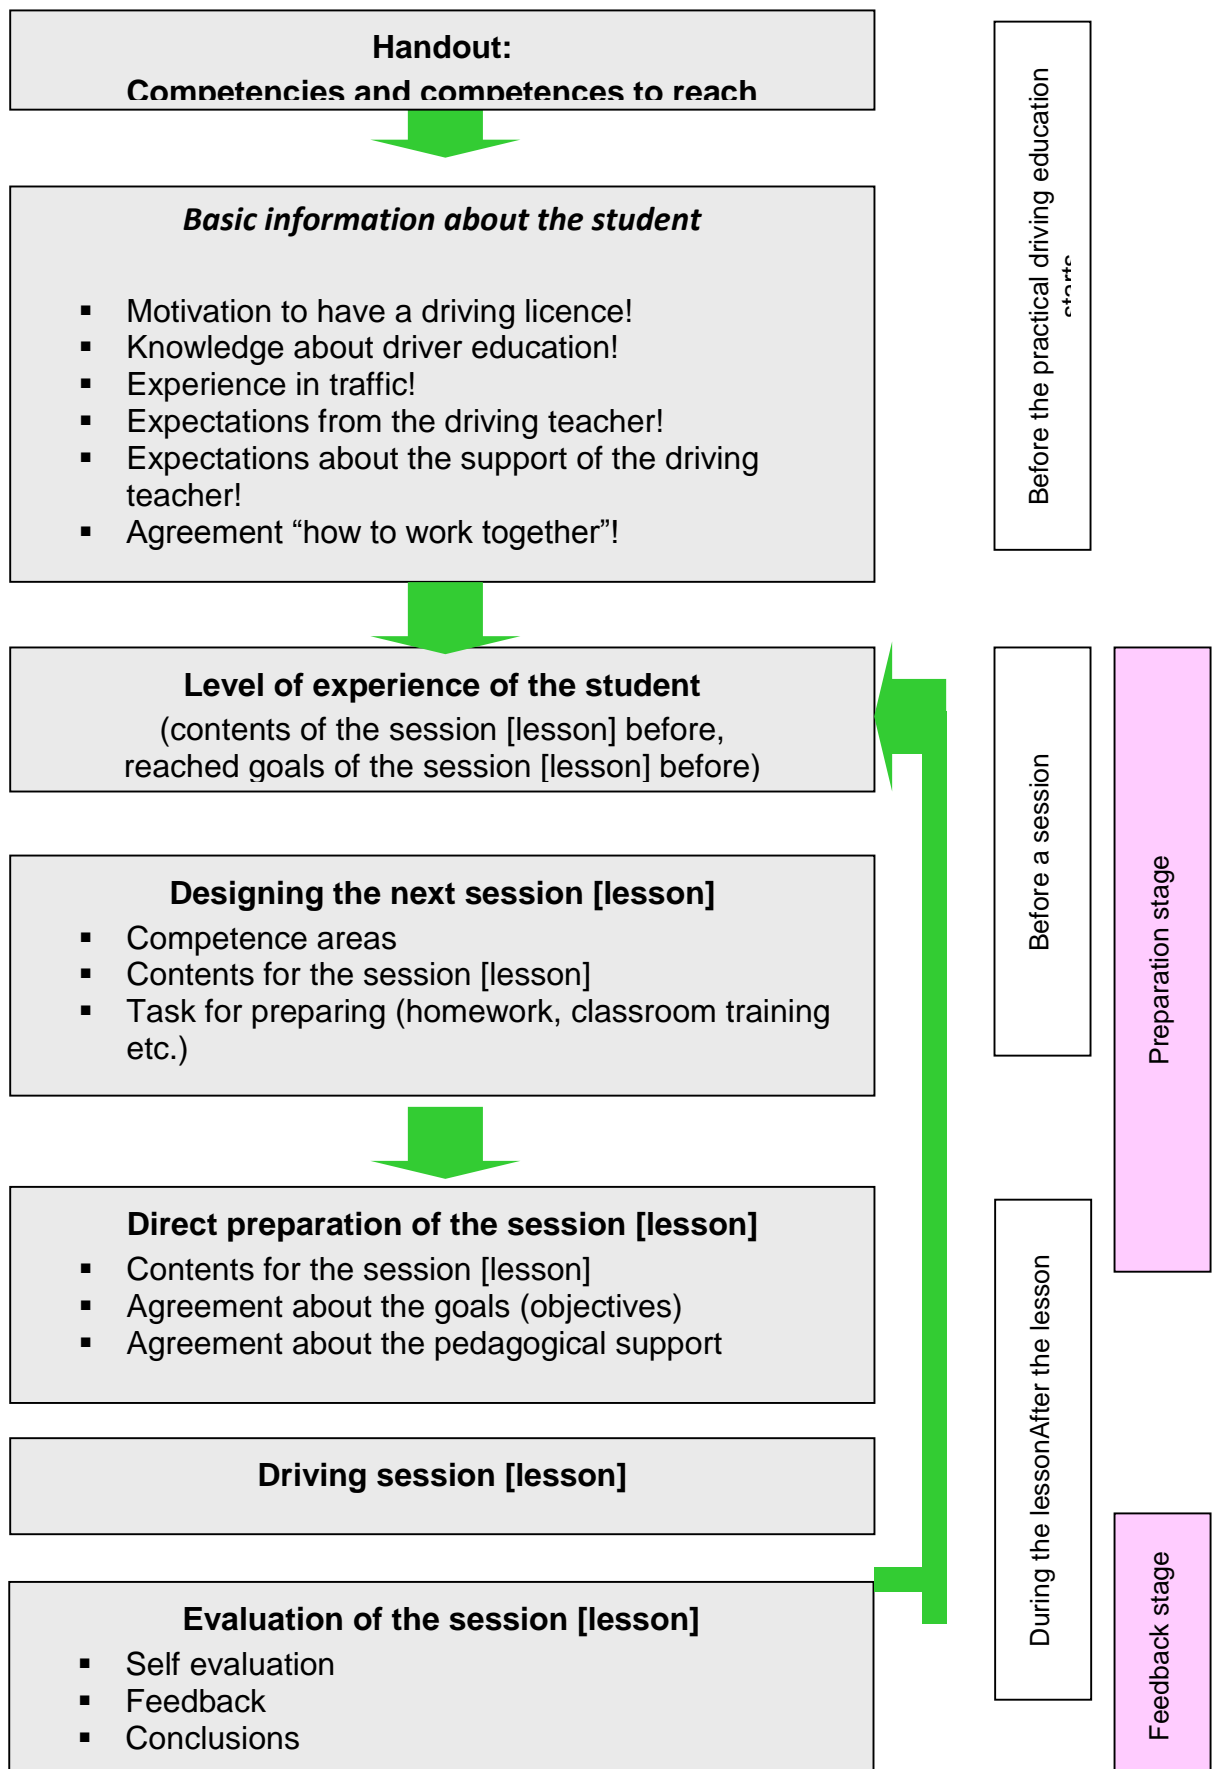 Handout:
Competencies and competences to reach
Basic information about the student
▪ Motivation to have a driving licence!
▪ Knowledge about driver education!
▪ Experience in traffic!
▪ Expectations from the driving teacher!
▪ Expectations about the support of the driving
teacher!
▪ Agreement “how to work together”!
Before the practical driving education
starts
Level of experience of the student
(contents of the session [lesson] before,
reached goals of the session [lesson] before)
Designing the next session [lesson]
▪ Competence areas
▪ Contents for the session [lesson]
▪ Task for preparing (homework, classroom training
etc.)
Before a session
Preparation stage
Direct preparation of the session [lesson]
▪ Contents for the session [lesson]
▪ Agreement about the goals (objectives)
▪ Agreement about the pedagogical support
Driving session [lesson]
Evaluation of the session [lesson]
▪ Self evaluation
▪ Feedback
▪ Conclusions
During the lessonAfter the lesson
Feedback stage